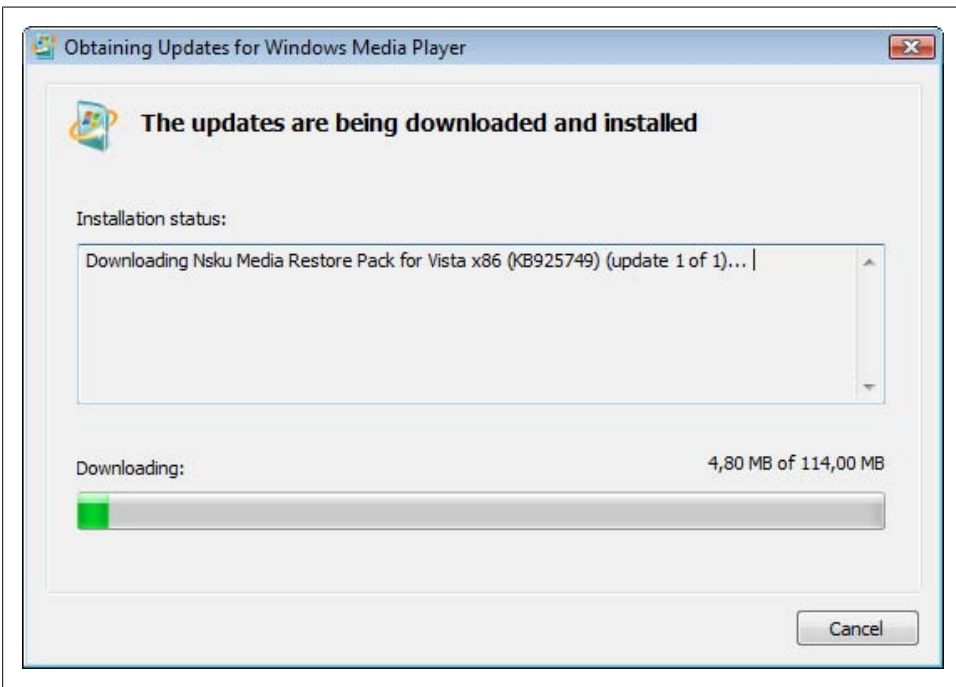 Obtaining Updates for Windows Media Player
The updates are being downloaded and installed
Installation status:
Downloading Nsku Media Restore Pack for Vista x86 (KB925749) (update 1 of 1)...
Downloading:
4,80 MB of 114,00 MB
Cancel